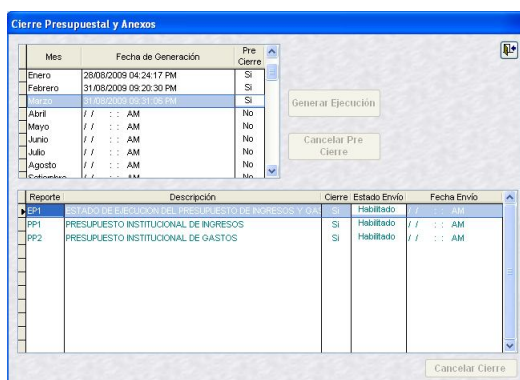 Cierre Presupuestal y Anexos
Mes Fecha de Generación Pre Cierre
Enero 28/08/2009 04:24:17 PM Si
Febrero 31/08/2009 09:20:30 PM Si
Marzo 31/08/2009 09:31:06 PM Si
Abril / / : : AM No
Mayo / / : : AM No
Junio / / : : AM No
Julio / / : : AM No
Agosto / / : : AM No
Setiembre / / : : AM No
Generar Ejecución
Cancelar Pre
Cierre
Reporte Descripción Cierre Estado Envío Fecha Envío
EP1 ESTADO DE EJECUCION DEL PRESUPUESTO DE INGRESOS Y GAS Si Habilitado / / : : AM
PP1 PRESUPUESTO INSTITUCIONAL DE INGRESOS Si Habilitado / / : : AM
PP2 PRESUPUESTO INSTITUCIONAL DE GASTOS Si Habilitado / / : : AM
Cancelar Cierre